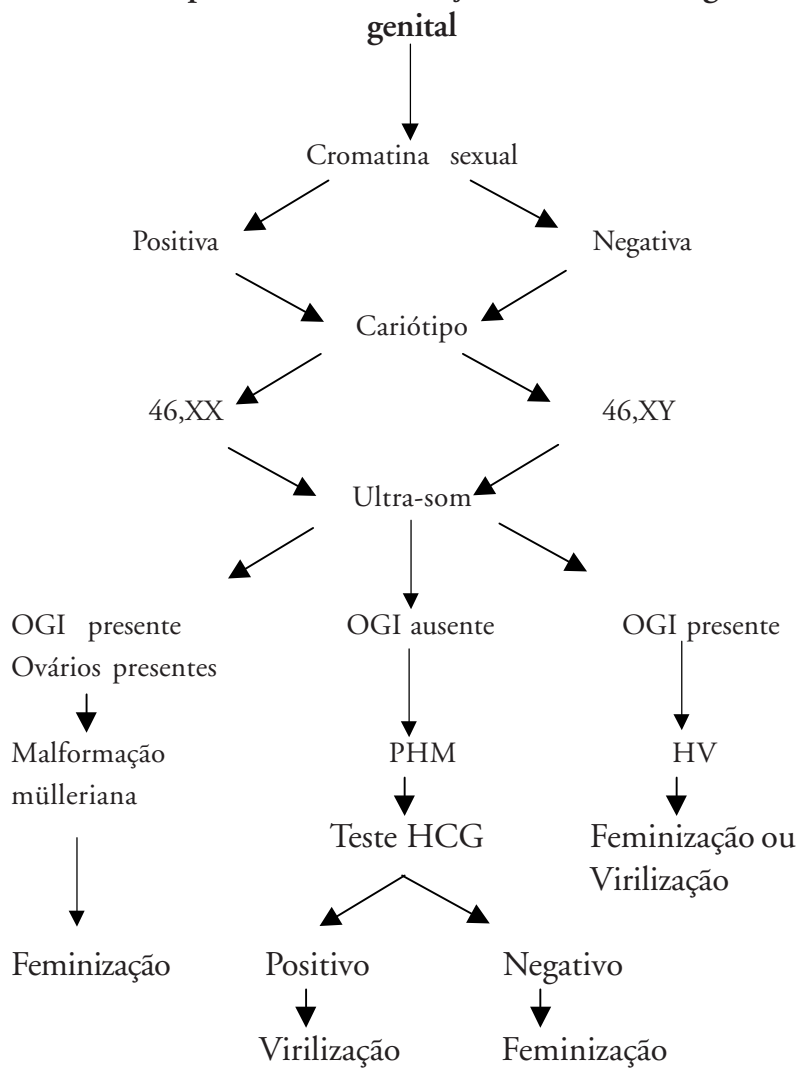 genital
Cromatina sexual
Positiva Negativa
Cariótipo
46,XX 46,XY
Ultra-som
OGI presente OGI ausente OGI presente
Ovários presentes
Malformação PHM HV
mülleriana
Teste HCG Feminização ou
Virilização
Feminização Positivo Negativo
Virilização Feminização